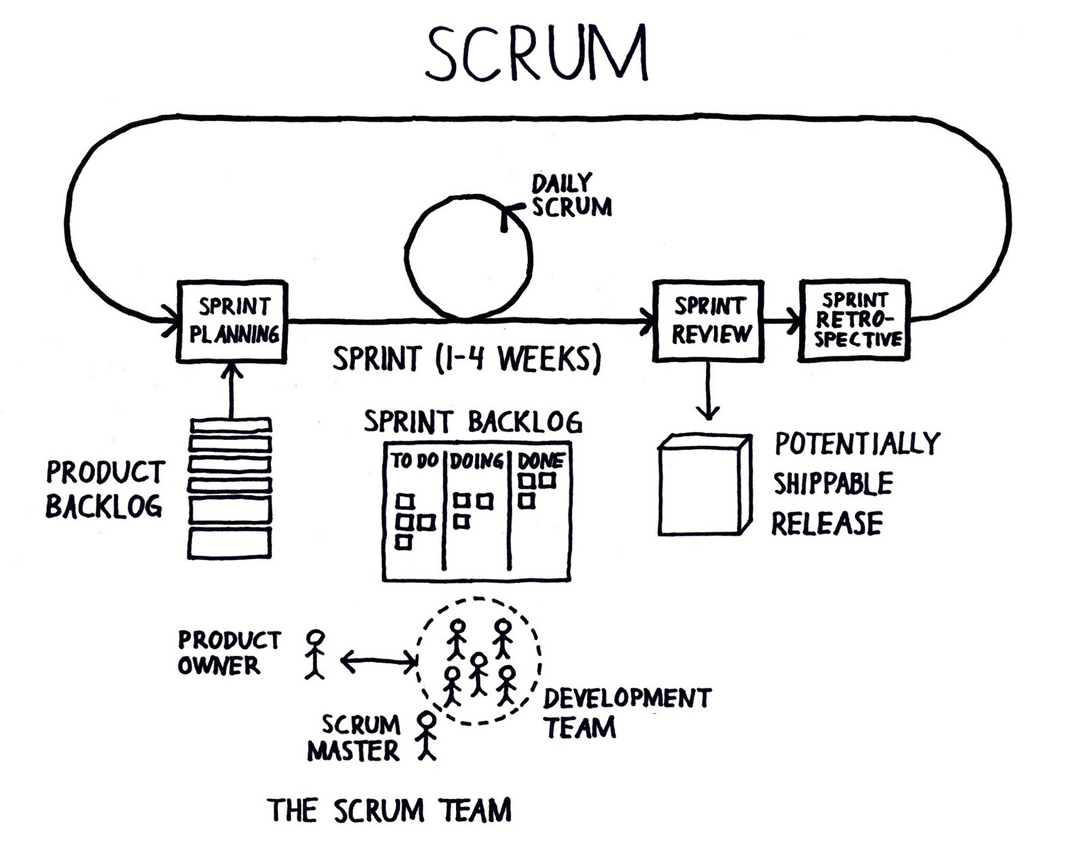 SCRUM
DAILY
SCRUM
SPRINT
PLANNING
SPRINT
REVIEW
SPRINT
RETRO-
SPECTIVE
SPRINT (1-4 WEEKS)
SPRINT BACKLOG
TO DO
DOING
DONE
PRODUCT
BACKLOG
POTENTIALLY
SHIPPABLE
RELEASE
PRODUCT
OWNER
DEVELOPMENT
TEAM
SCRUM
MASTER
THE SCRUM TEAM